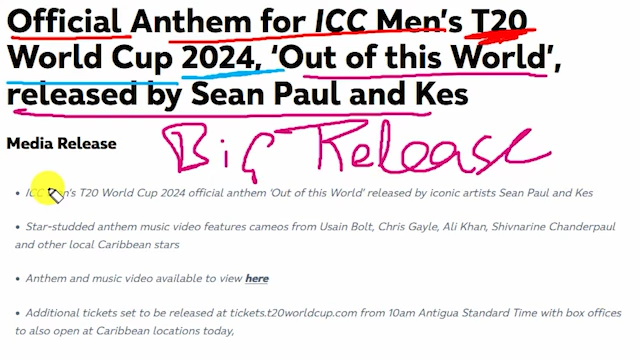 Official Anthem for ICC Men's T20
World Cup 2024, 'Out of this World',
released by Sean Paul and Kes
Media Release
Big Release
• ICC Men's T20 World Cup 2024 official anthem 'Out of this World' released by iconic artists Sean Paul and Kes
• Star-studded anthem music video features cameos from Usain Bolt, Chris Gayle, Ali Khan, Shivnarine Chanderpaul
and other local Caribbean stars
• Anthem and music video available to view here
• Additional tickets set to be released at tickets.t20worldcup.com from 10am Antigua Standard Time with box offices
to also open at Caribbean locations today,